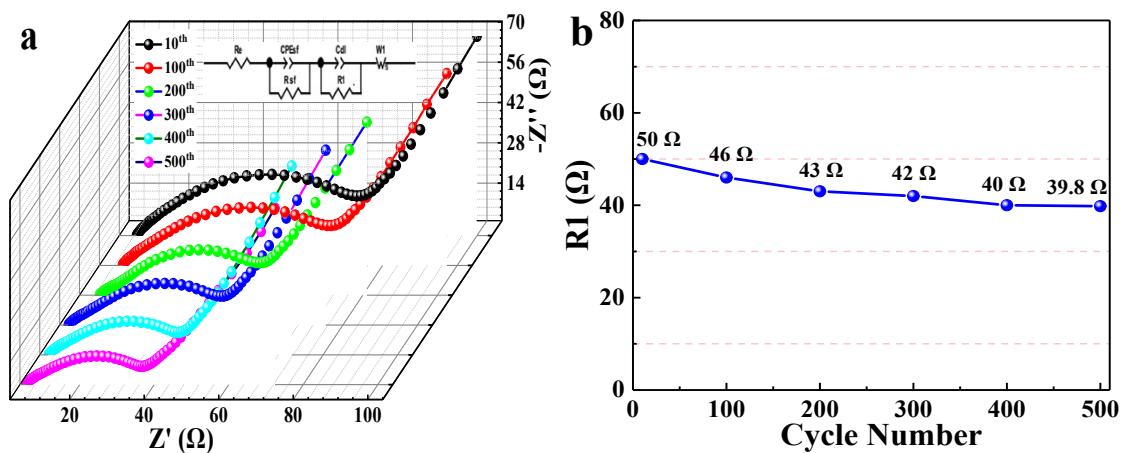 a
10th
100th
200th
300th
400th
500th
Re CPEsf Cdl W1
Rsf R1
s
70
56
42
28
14
-Z'' (Ω)
20 40 60 80 100
Z' (Ω)
b
80
60
40
20
0
R1 (Ω)
50 Ω
46 Ω
43 Ω
42 Ω
40 Ω
39.8 Ω
0 100 200 300 400 500
Cycle Number